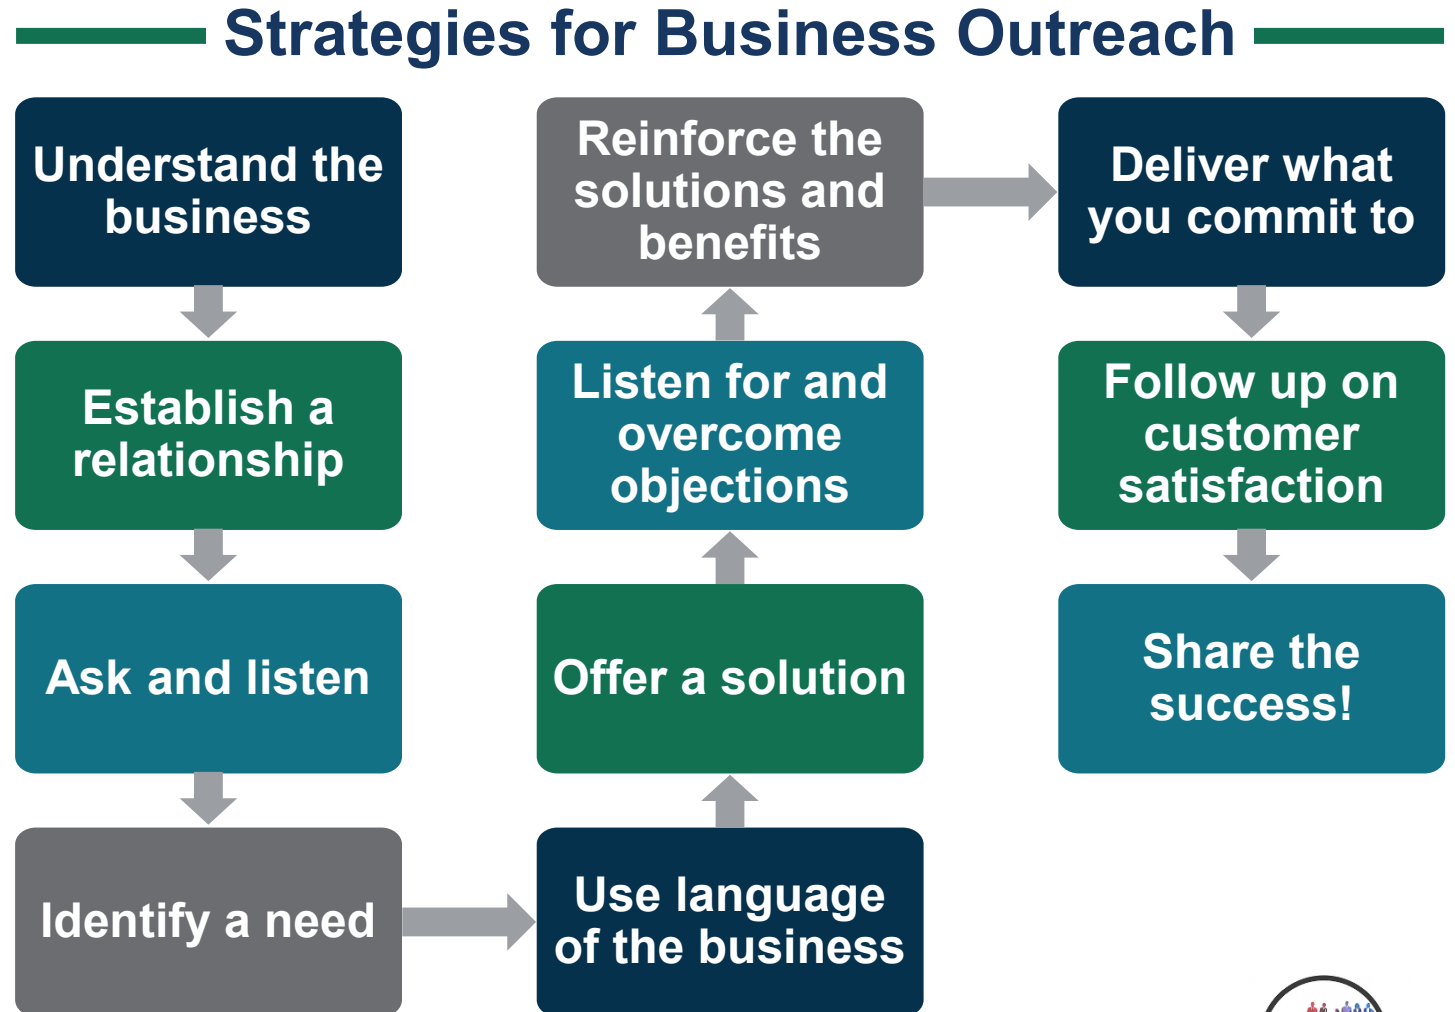 Strategies for Business Outreach
Understand the
business
Establish a
relationship
Ask and listen
Identify a need
Use language
of the business
Offer a solution
Listen for and
overcome
objections
Reinforce the
solutions and
benefits
Deliver what
you commit to
Follow up on
customer
satisfaction
Share the
success!